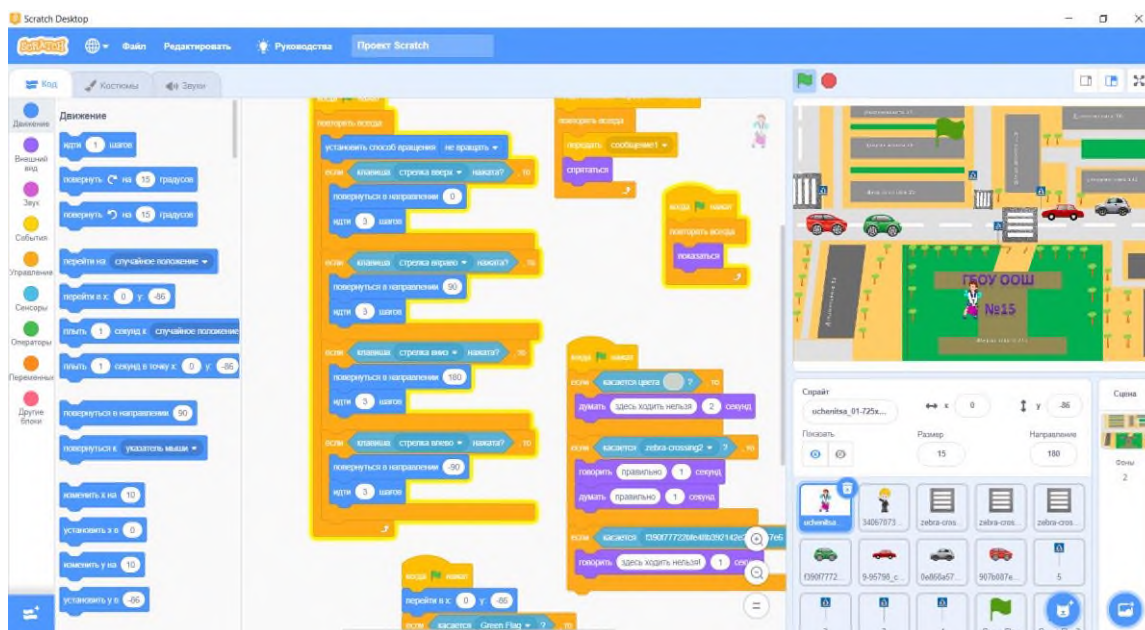 Scratch Desktop
SCRATCH Файл Редактировать Руководства Проект Scratch
Код Костюмы Звуки
Движение
Внешний вид
Звук
События
Управление
Сенсоры
Операторы
Переменные
Другие блоки
Движение
идти 1 шагов
повернуть на 15 градусов
повернуть на 15 градусов
перейти на случайное положение
перейти в x: 0 y: -86
плыть 1 секунд к случайное положение
плыть 1 секунд в точку x: 0 y: -86
повернуться в направлении 90
повернуться к указатель мыши
изменить x на 10
установить x в 0
изменить y на 10
установить y в -86
повторять всегда
установить способ вращения не вращать
если клавиша стрелка вверх нажата? , то
повернуться в направлении 0
идти 3 шагов
если клавиша стрелка вправо нажата? , то
повернуться в направлении 90
идти 3 шагов
если клавиша стрелка вниз нажата? , то
повернуться в направлении 180
идти 3 шагов
если клавиша стрелка влево нажата? , то
повернуться в направлении -90
идти 3 шагов
когда нажат
перейти в x: 0 y: -86
если касается Green Flag ? , то
повторять всегда
передать сообщение1
спрятаться
когда нажат
повторять всегда
показаться
когда нажат
если касается цвета ? , то
думать здесь ходить нельзя 2 секунд
если касается zebra-crossing2 ? , то
говорить правильно 1 секунд
думать правильно 1 секунд
если касается
говорить здесь ходить нельзя! 1
ГБОУ ООШ
№15
Спрайт
uchenitsa_01-725x...
x 0
y -86
Показать
Размер
15
Направление
180
uchenitsa...
34067073...
zebra-cros...
zebra-cros...
zebra-cros...
f390f7772...
9-95798_c...
0e860a57...
907b087e...
5
Сцена
Фоны
2